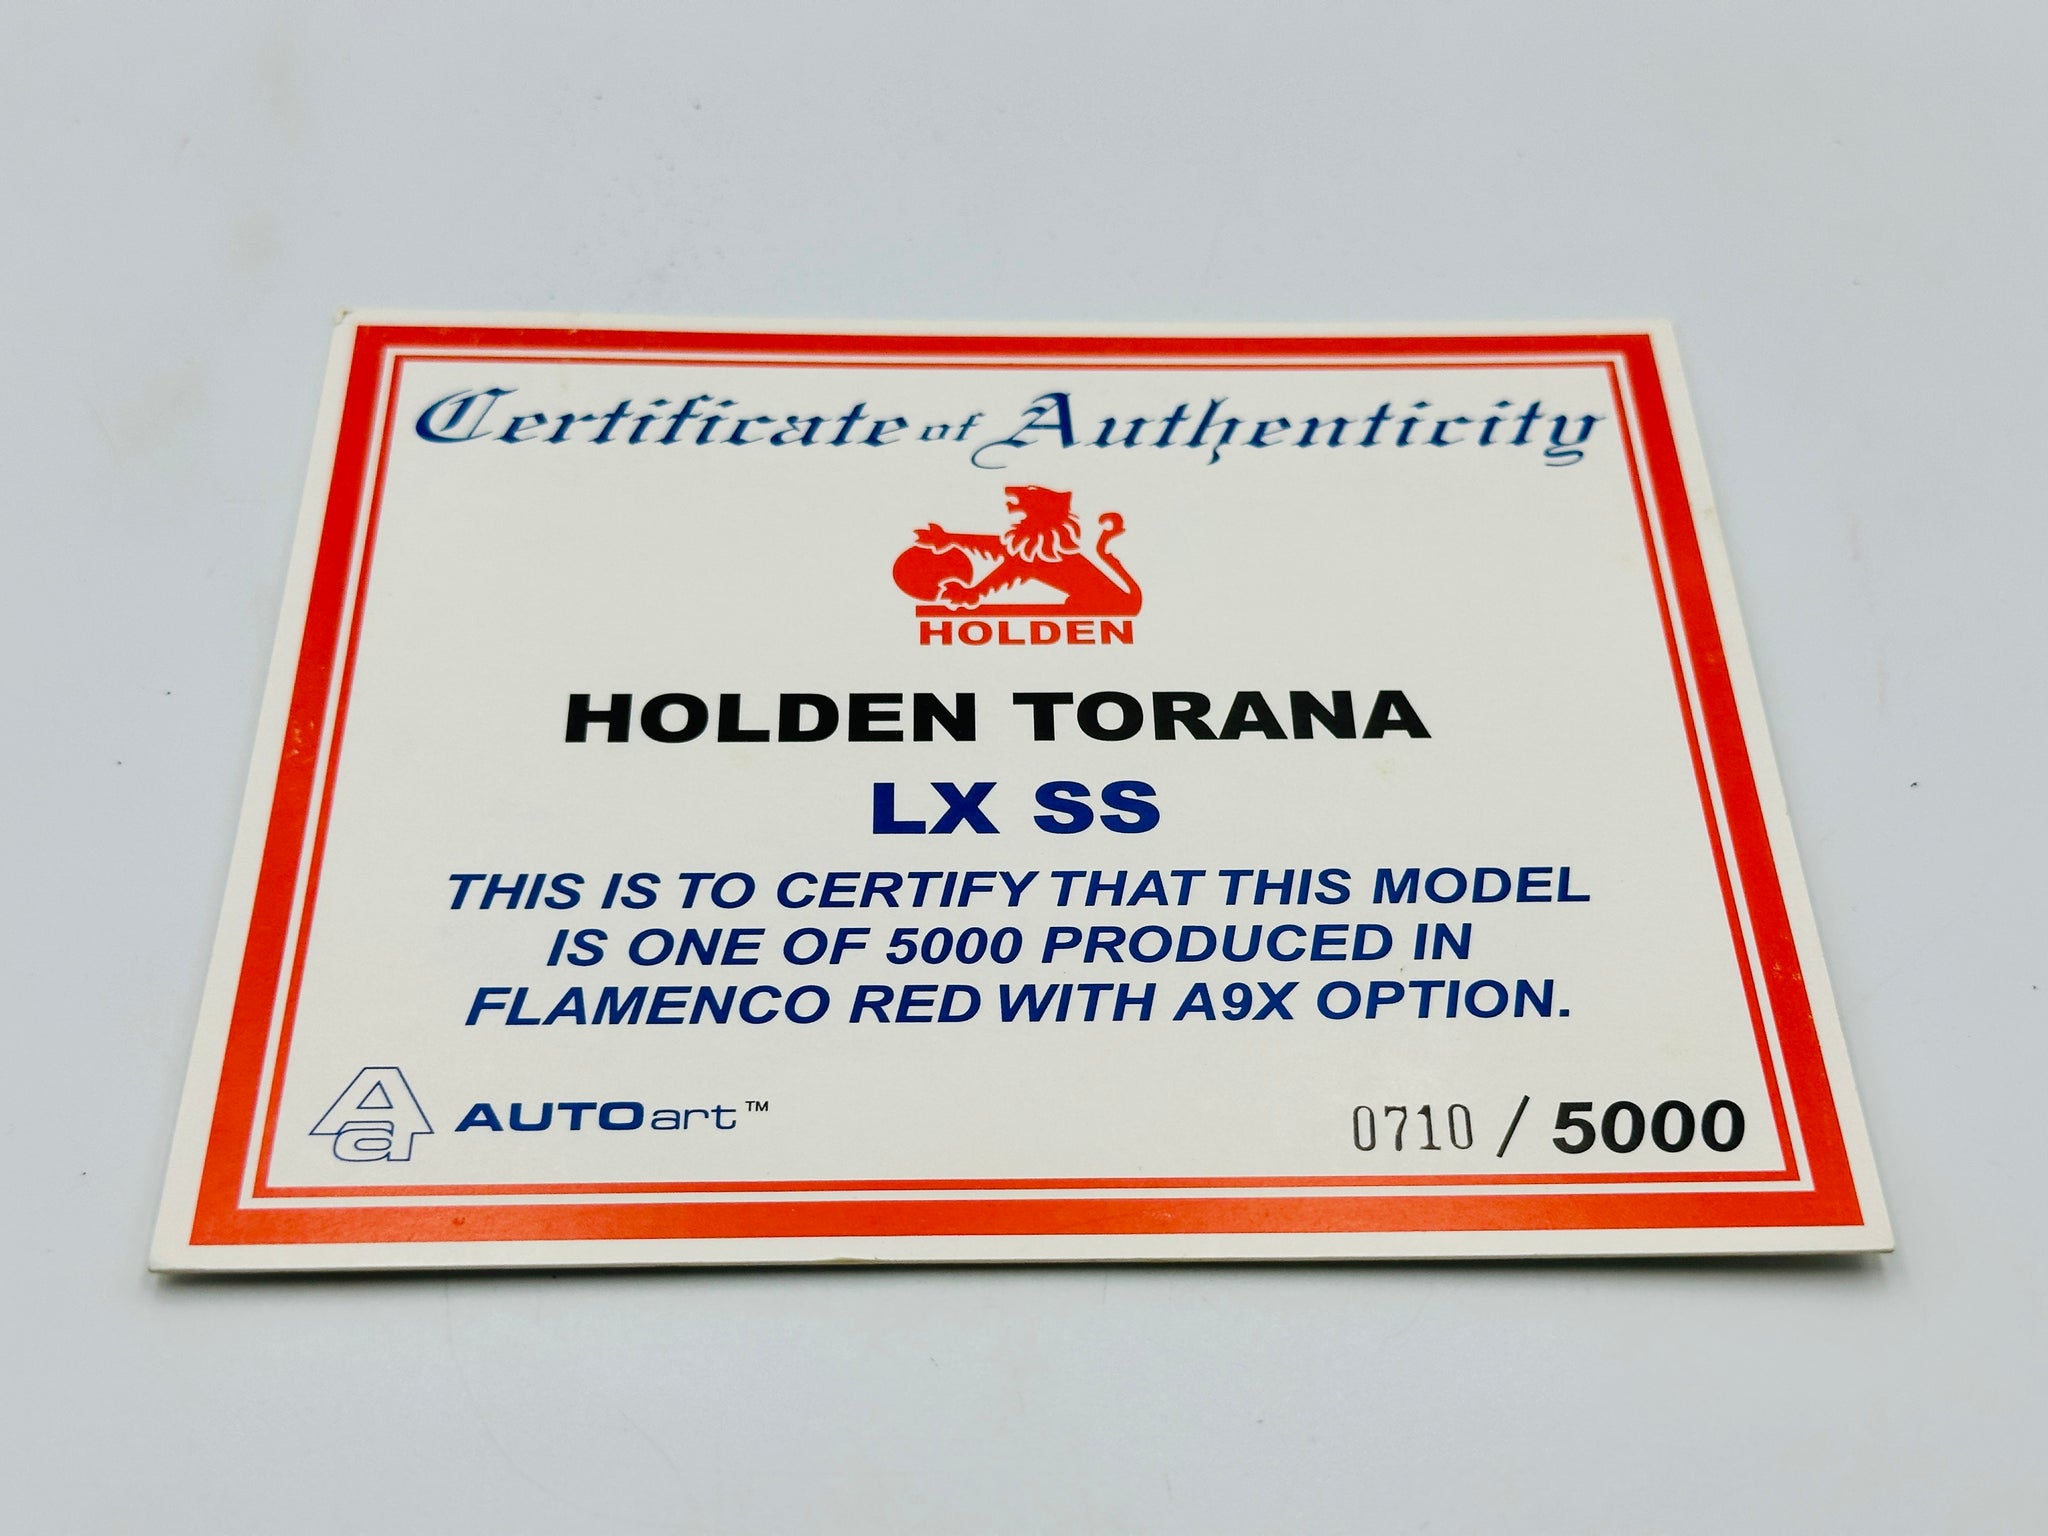 Certificate of Authenticity
HOLDEN
HOLDEN TORANA
LX SS
THIS IS TO CERTIFY THAT THIS MODEL
IS ONE OF 5000 PRODUCED IN
FLAMENCO RED WITH A9X OPTION.
Aa AUTOart™ 0710 / 5000